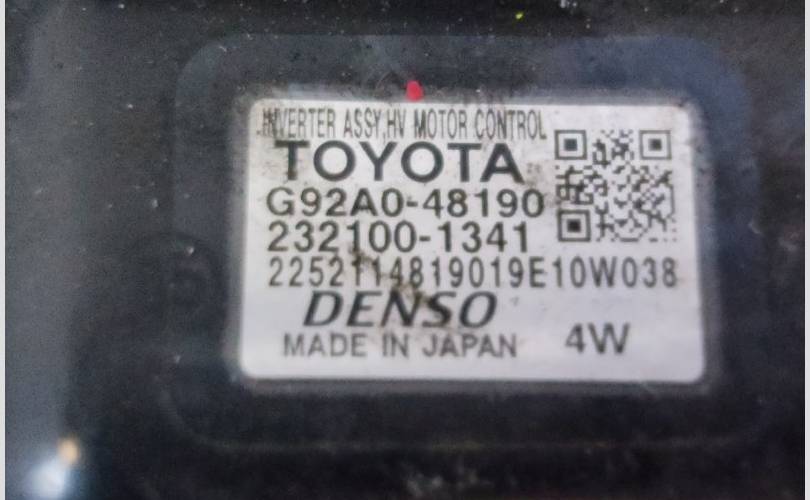 INVERTER ASSY,HV MOTOR CONTROL
TOYOTA
G92A0-48190
232100-1341
2252114819019E10W038
DENSO
MADE IN JAPAN 4W